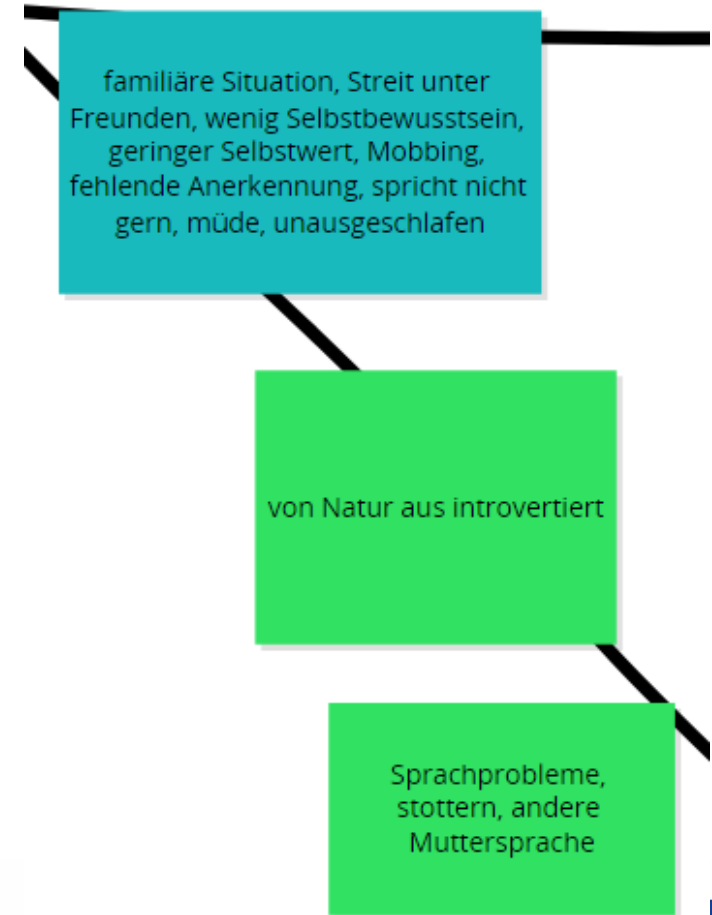 familiäre Situation, Streit unter
Freunden, wenig Selbstbewusstsein,
geringer Selbstwert, Mobbing,
fehlende Anerkennung, spricht nicht
gern, müde, unausgeschlafen
von Natur aus introvertiert
Sprachprobleme,
stottern, andere
Muttersprache